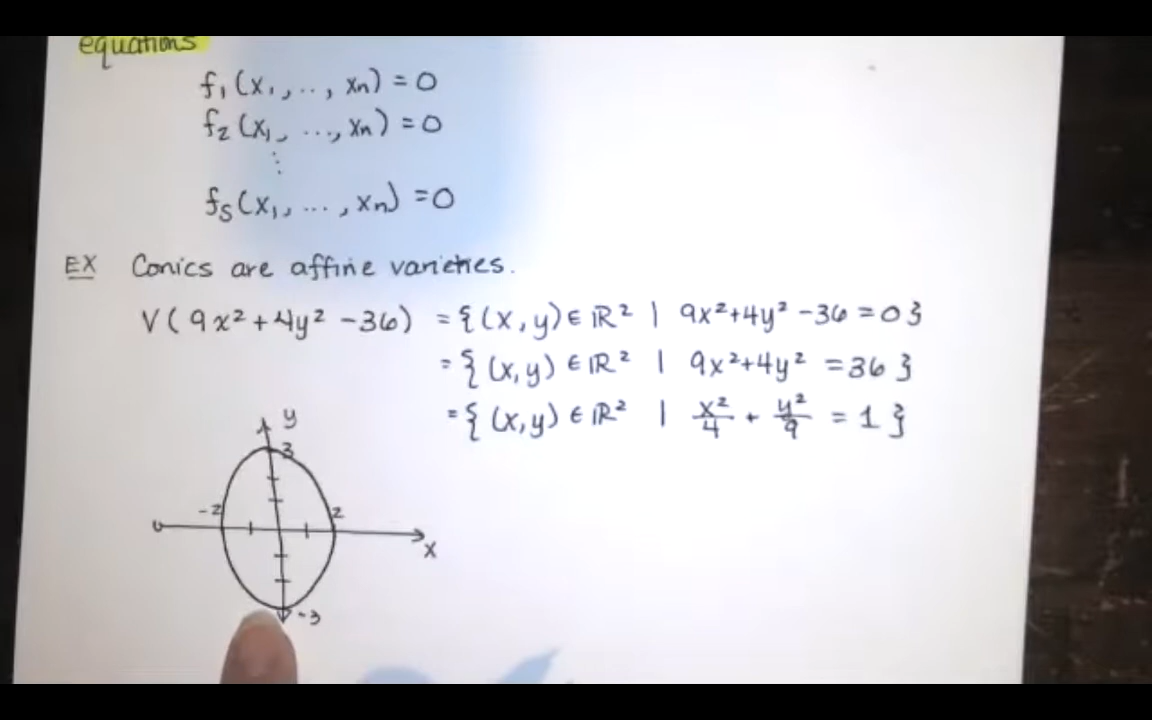 equations
f₁(x₁, .., xn) = 0
f₂(x₁, ..., xn) = 0
⋮
fs(x₁, ..., xn) = 0
EX Conics are affine varieties.
V(9x²+4y²-36) = {(x,y) ∈ ℝ² | 9x²+4y²-36=0}
= {(x,y) ∈ ℝ² | 9x²+4y² = 36}
= {(x,y) ∈ ℝ² | x²/4 + y²/9 = 1}
y
3
-2 2
x
-3